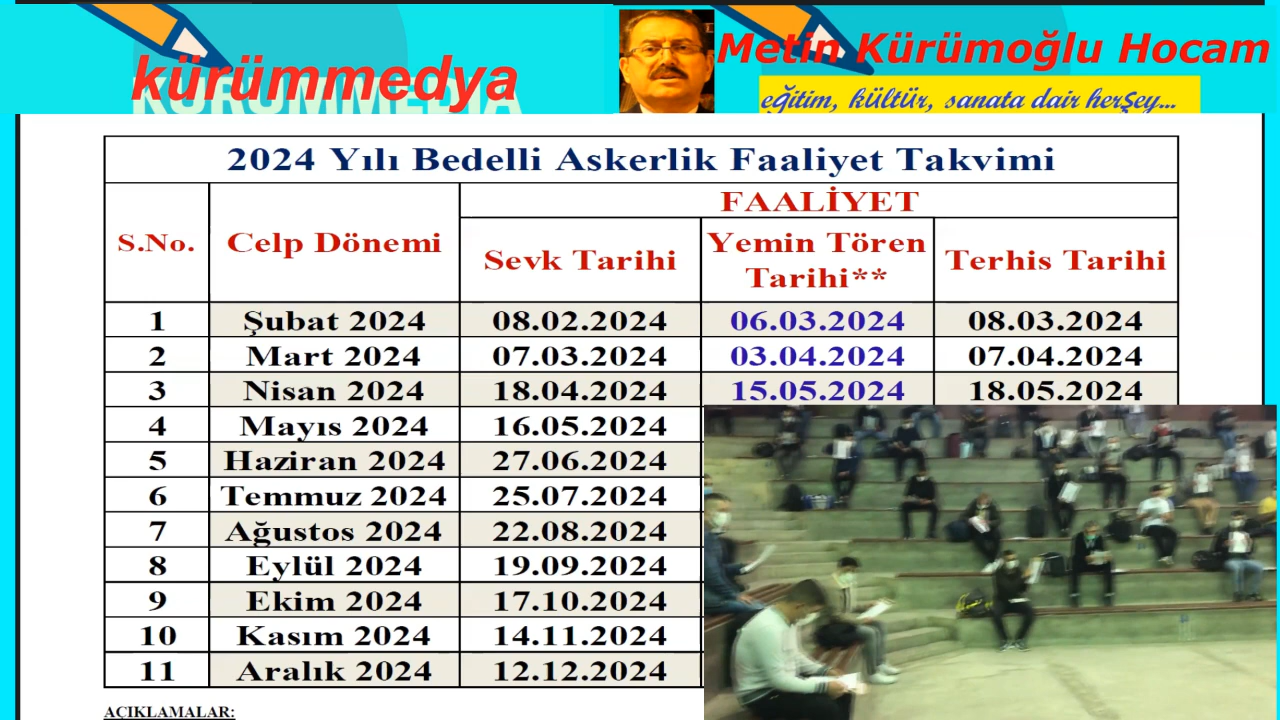 kürümmedya
KÜRÜMMEDYA
Metin Kürümoğlu Hocam
eğitim, kültür, sanata dair herşey...
2024 Yılı Bedelli Askerlik Faaliyet Takvimi
FAALİYET
S.No. Celp Dönemi Sevk Tarihi Yemin Tören Tarihi** Terhis Tarihi
1 Şubat 2024 08.02.2024 06.03.2024 08.03.2024
2 Mart 2024 07.03.2024 03.04.2024 07.04.2024
3 Nisan 2024 18.04.2024 15.05.2024 18.05.2024
4 Mayıs 2024 16.05.2024
5 Haziran 2024 27.06.2024
6 Temmuz 2024 25.07.2024
7 Ağustos 2024 22.08.2024
8 Eylül 2024 19.09.2024
9 Ekim 2024 17.10.2024
10 Kasım 2024 14.11.2024
11 Aralık 2024 12.12.2024
AÇIKLAMALAR: